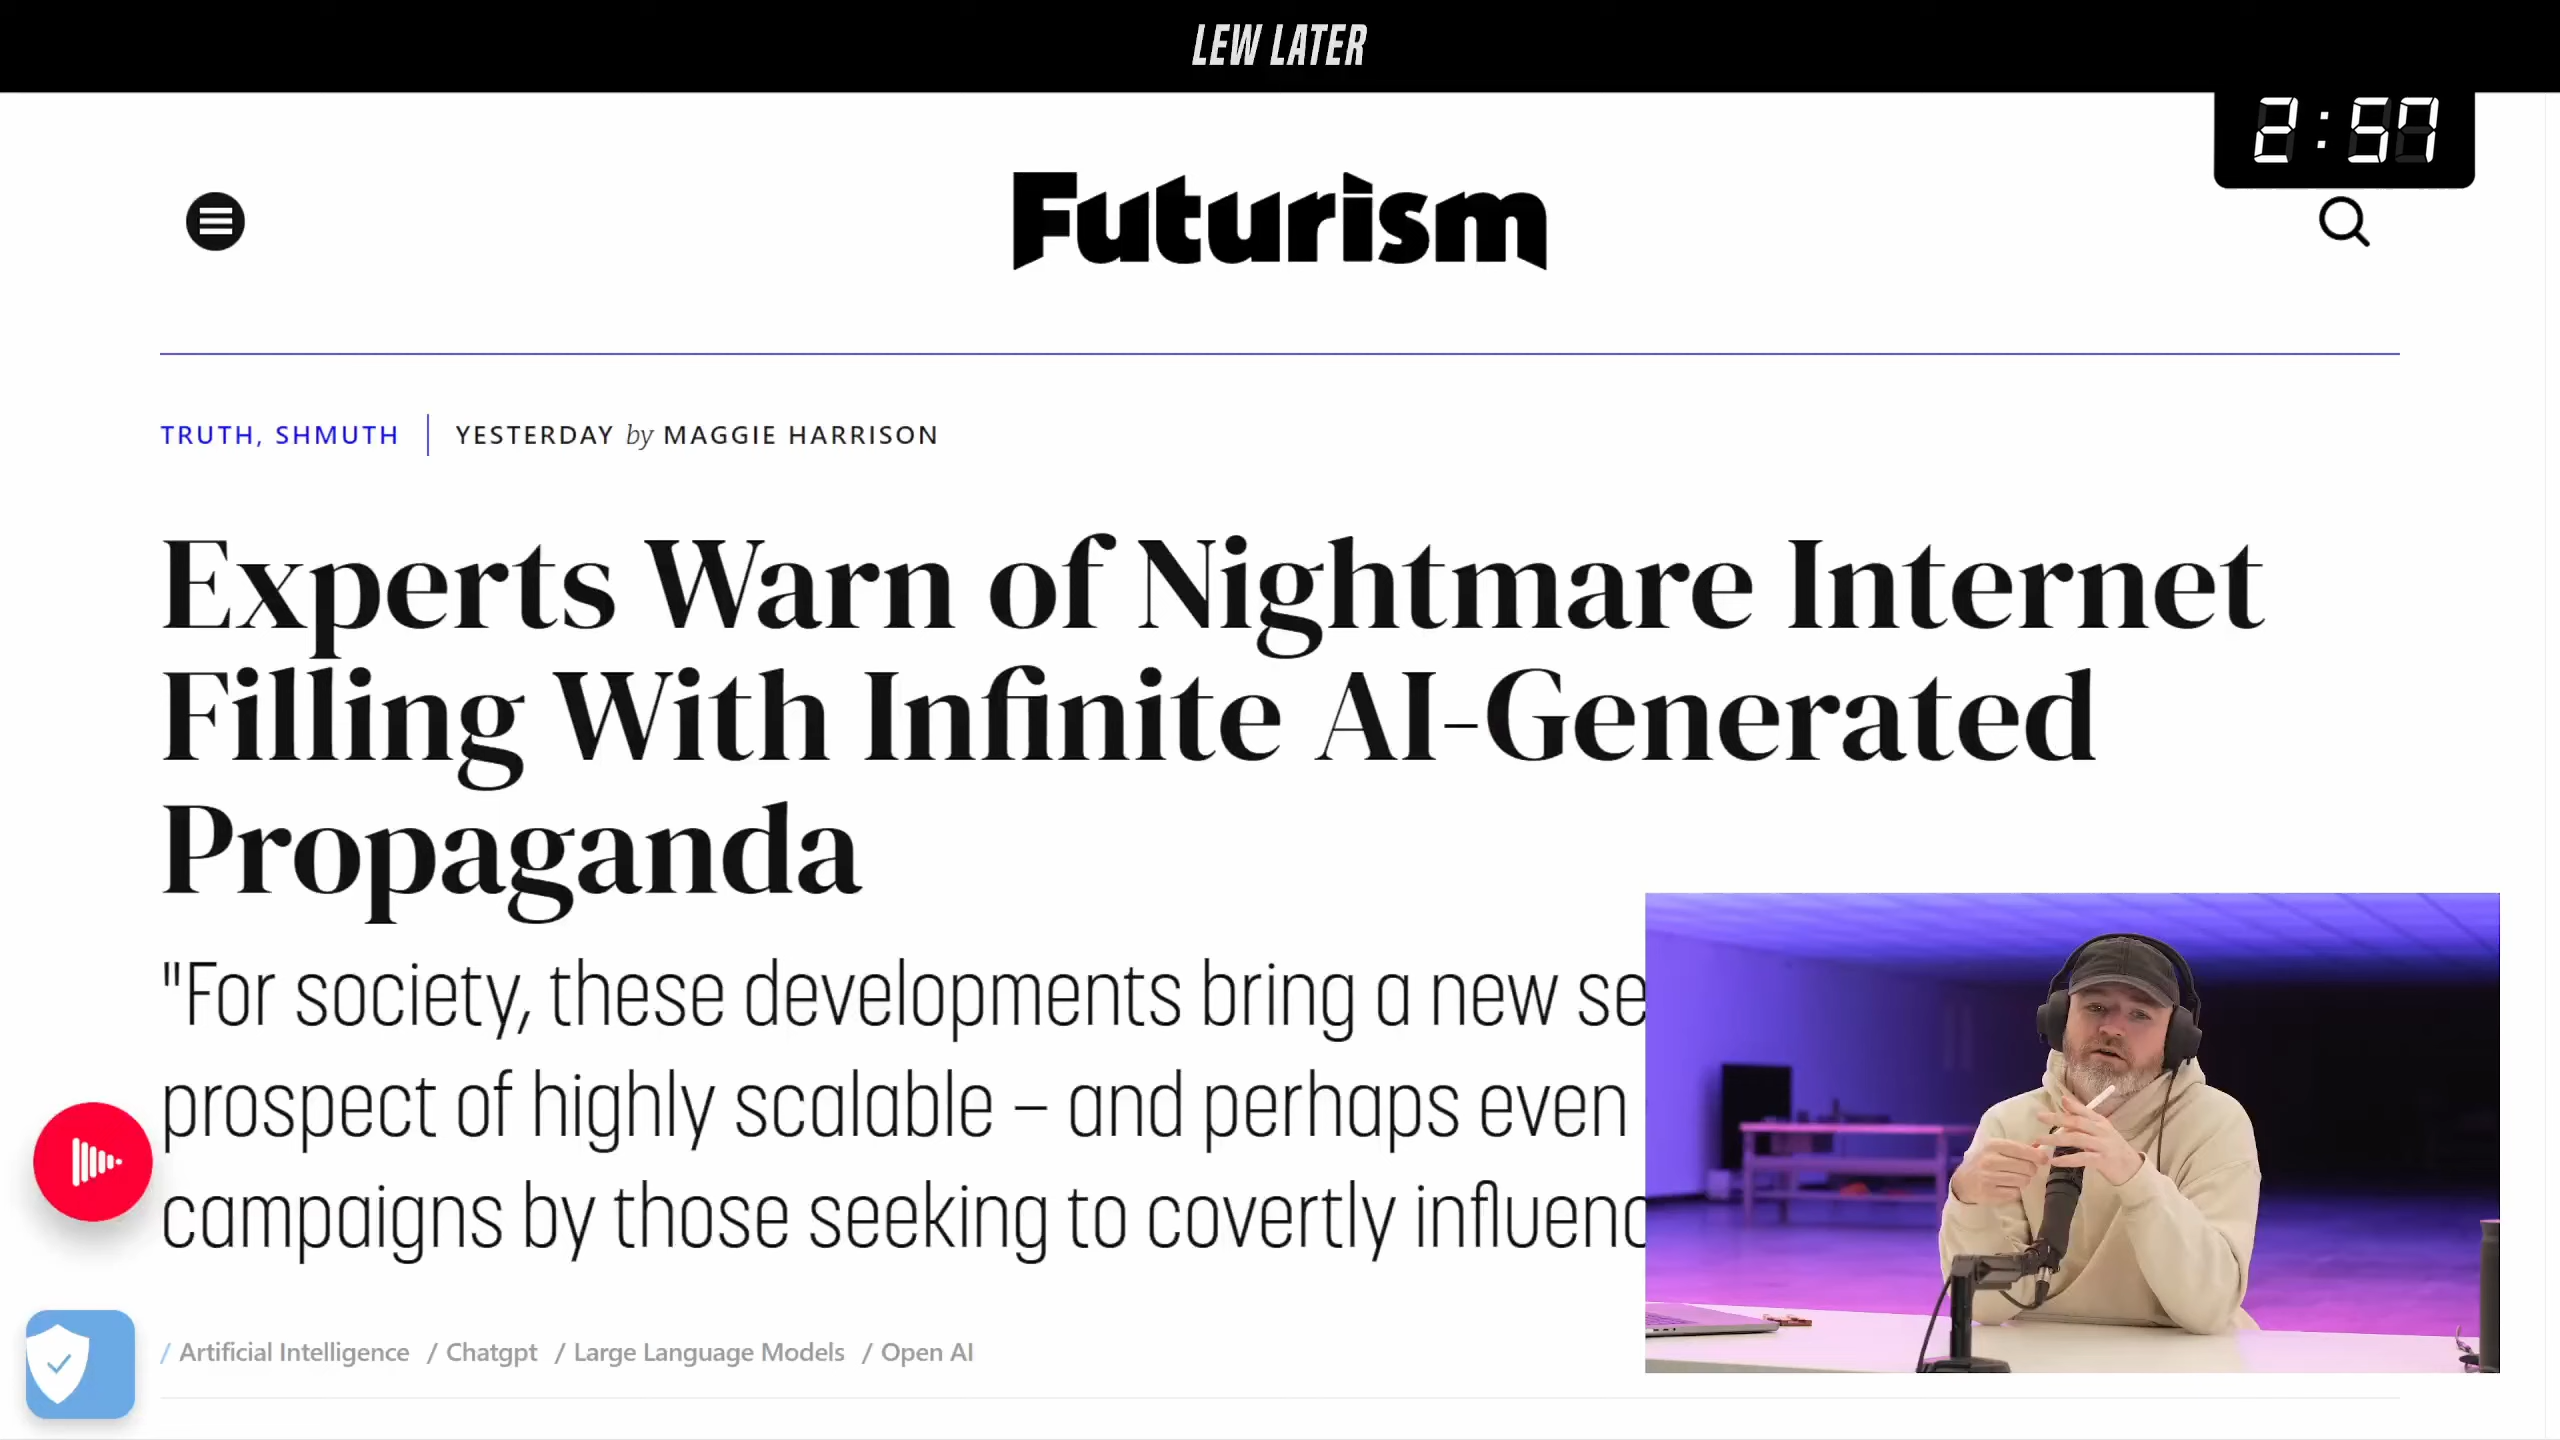 LEW LATER
2:57
Futurism
TRUTH, SHMUTH YESTERDAY by MAGGIE HARRISON
Experts Warn of Nightmare Internet
Filling With Infinite AI-Generated
Propaganda
"For society, these developments bring a new se
prospect of highly scalable – and perhaps even
campaigns by those seeking to covertly influenc
/ Artificial Intelligence / Chatgpt / Large Language Models / Open AI